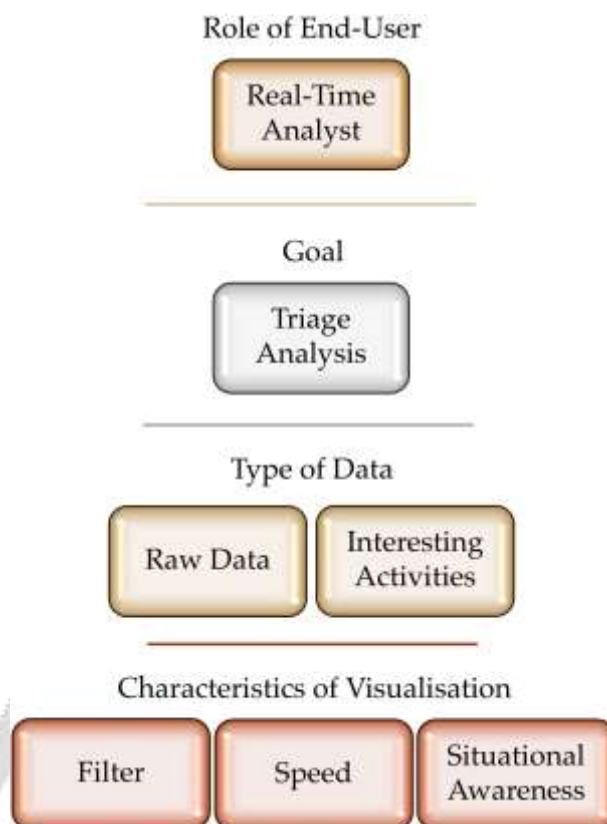 Role of End-User
Real-Time
Analyst
Goal
Triage
Analysis
Type of Data
Raw Data
Interesting
Activities
Characteristics of Visualisation
Filter
Speed
Situational
Awareness